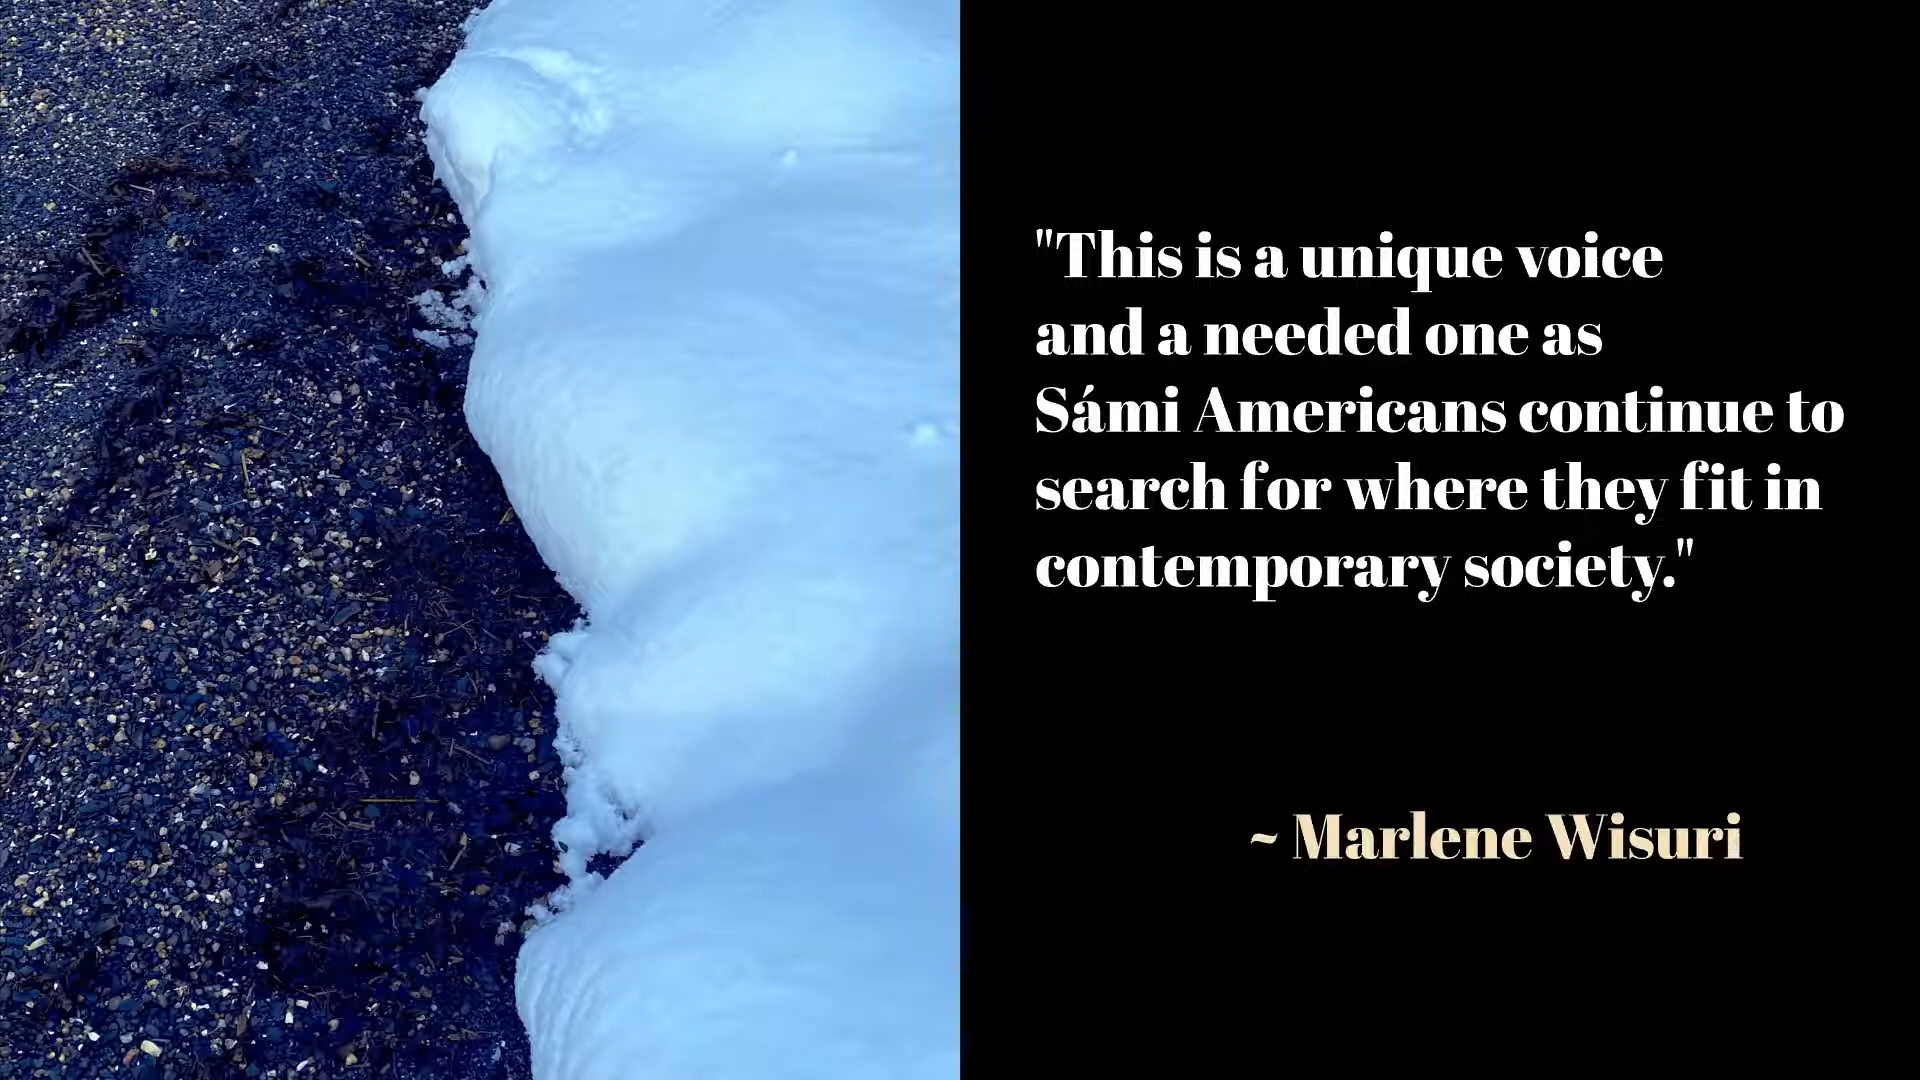 "This is a unique voice
and a needed one as
Sámi Americans continue to
search for where they fit in
contemporary society."
~ Marlene Wisuri